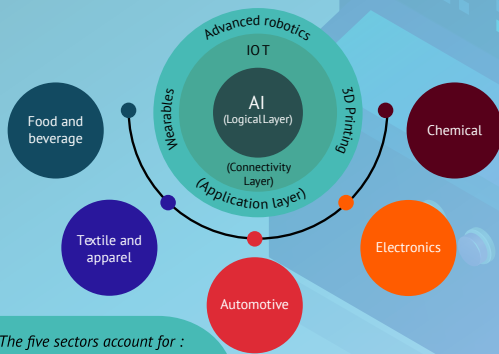 Advanced robotics
IOT
Wearables
3D Printing
AI
(Logical Layer)
(Connectivity
Layer)
(Application layer)
Food and
beverage
Chemical
Textile and
apparel
Electronics
Automotive
The five sectors account for :